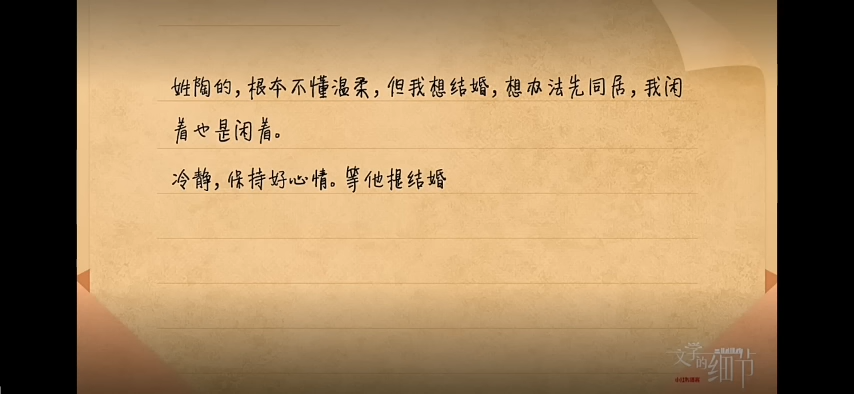 姓陶的，根本不懂温柔，但我想结婚，想办法先同居，我闲
着也是闲着。
冷静，保持好心情。等他提结婚
文学的细节